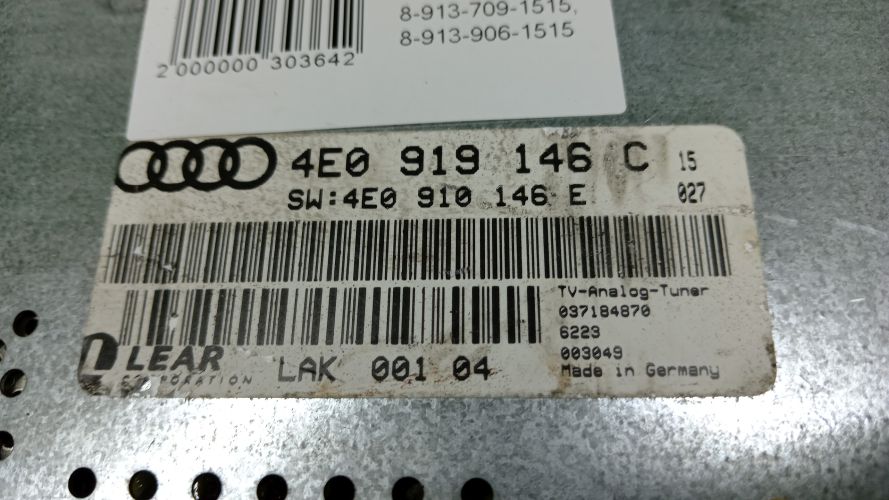 8-913-709-1515,
8-913-906-1515
2 000000 303642
4E0 919 146 C 15
SW:4E0 910 146 E 027
TV-Analog-Tuner
037184870
6223
003049
Made in Germany
LEAR
CORPORATION
LAK 001 04